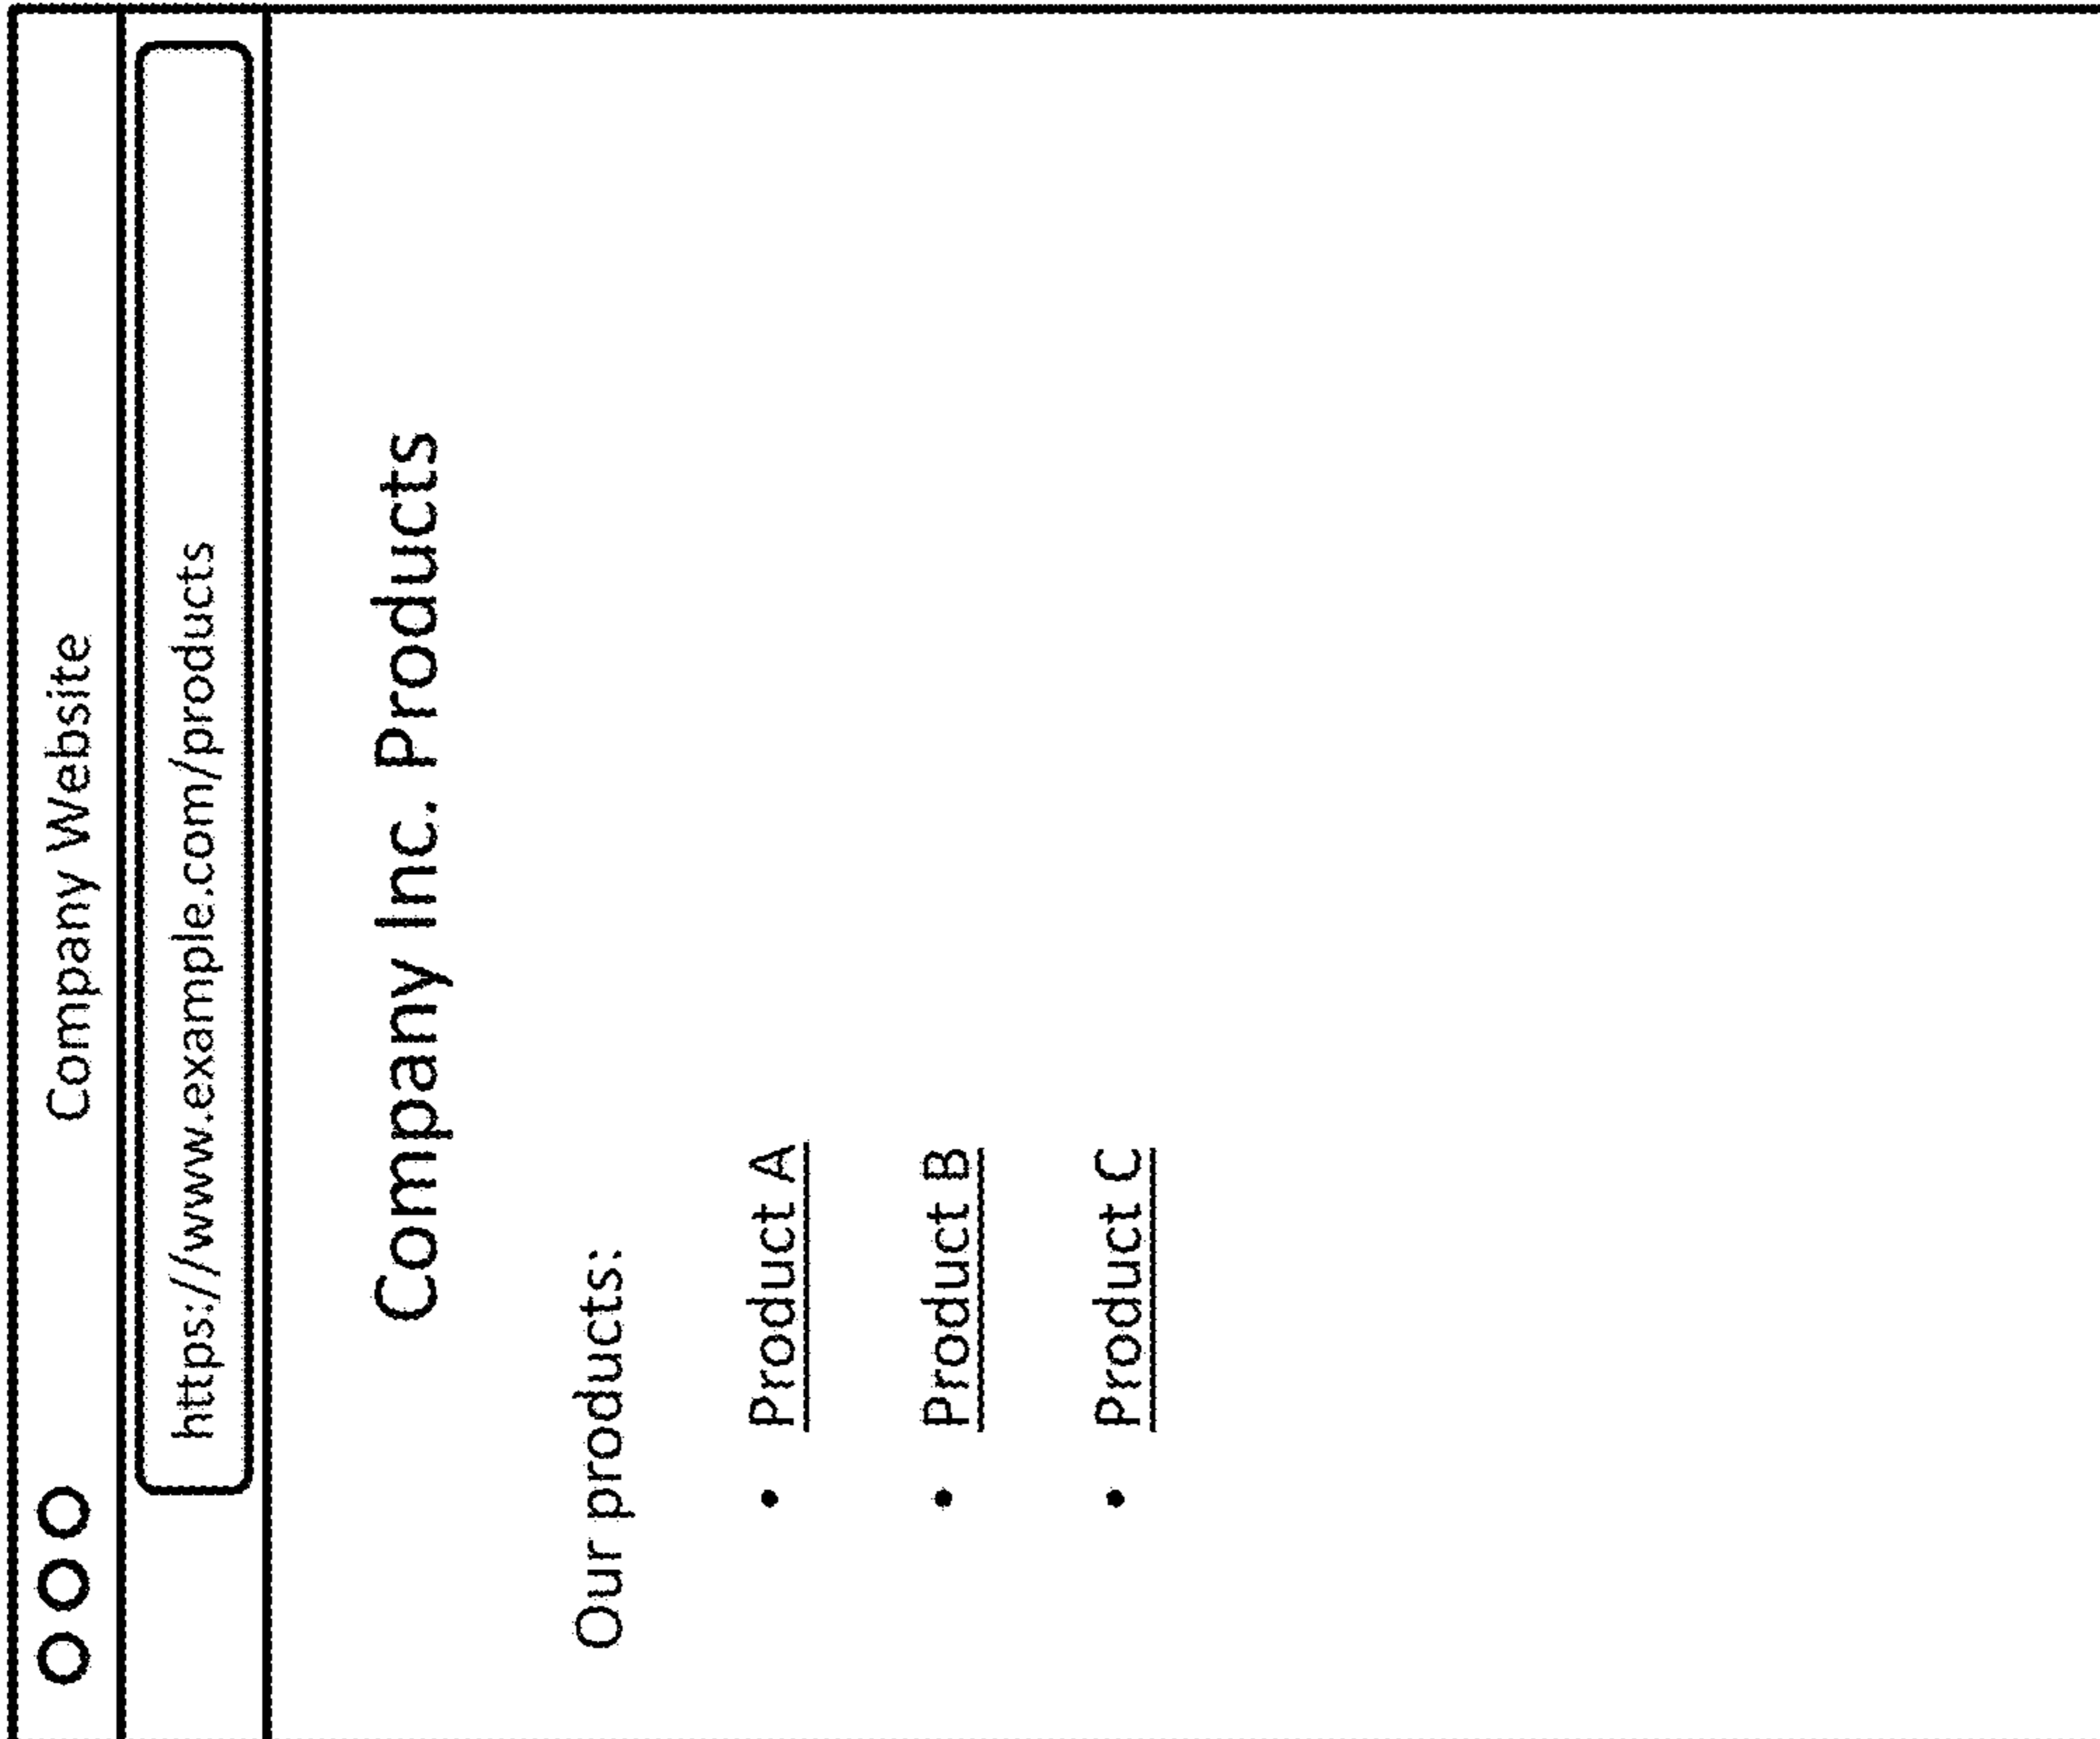 Company Website
https://www.example.com/products
Company Inc. Products
Our products:
• Product A
• Product B
• Product C